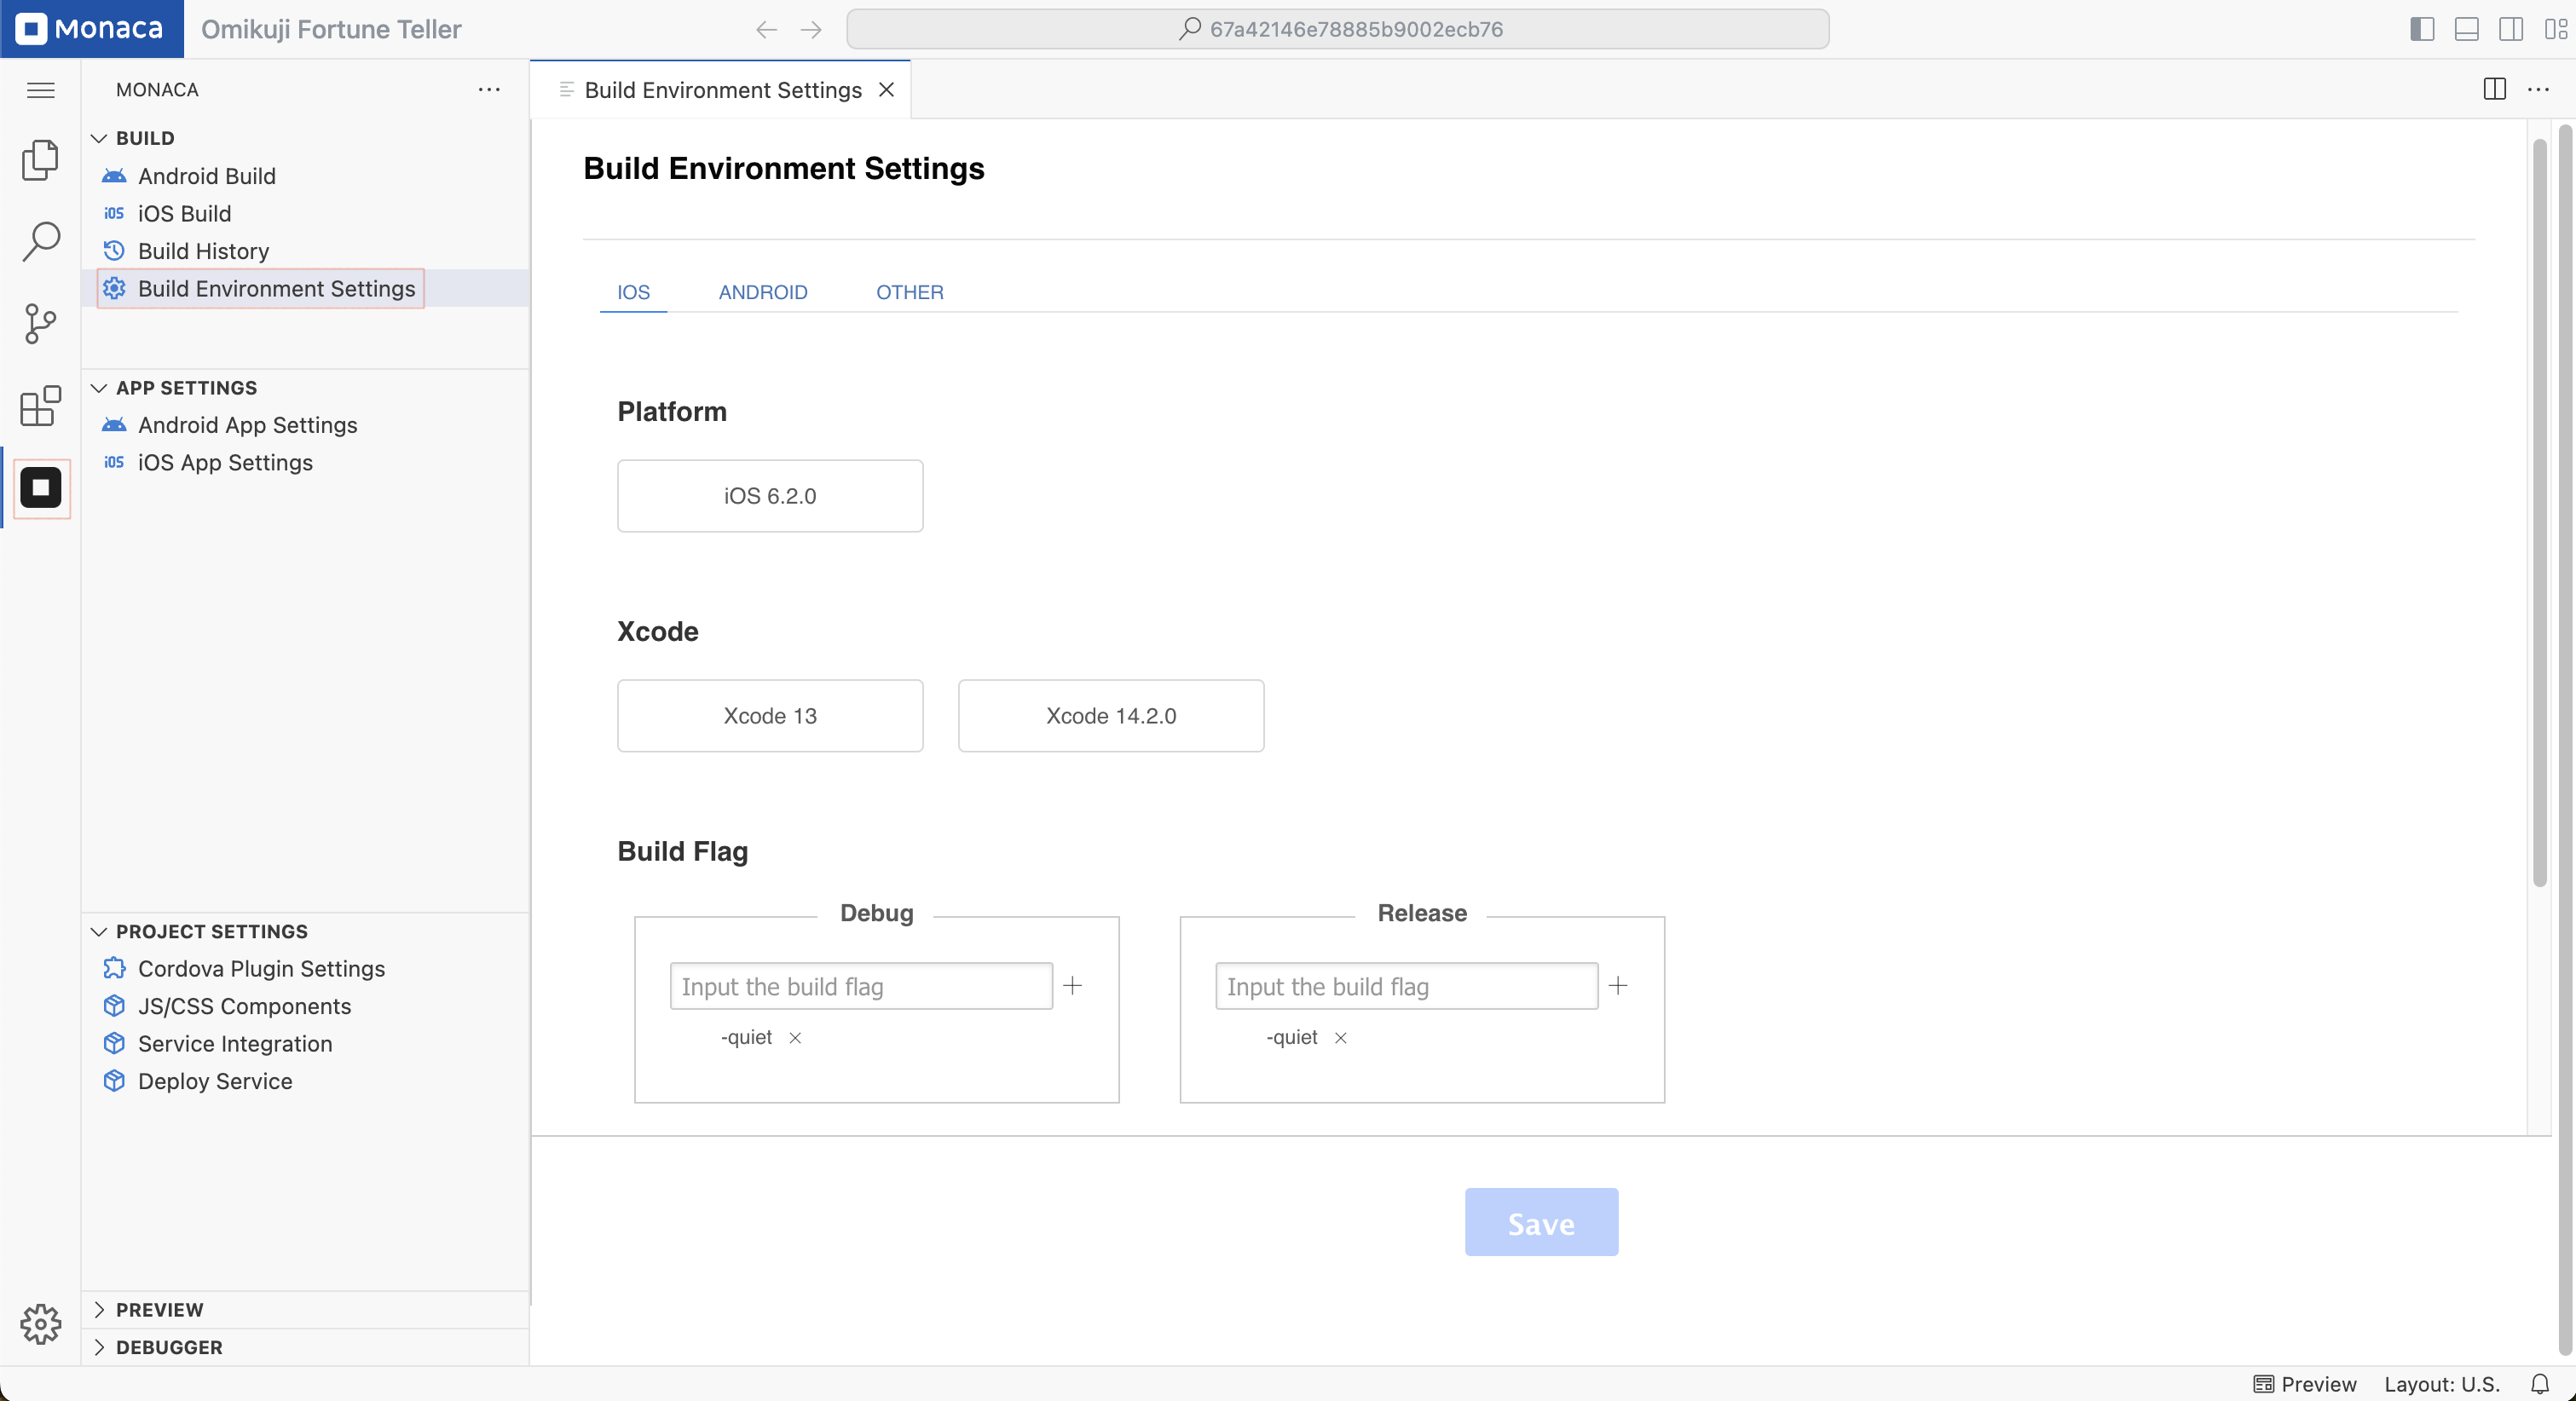 Monaca
Omikuji Fortune Teller
67a42146e78885b9002ecb76
MONACA
BUILD
Android Build
iOS
iOS Build
Build History
Build Environment Settings
APP SETTINGS
Android App Settings
iOS
iOS App Settings
PROJECT SETTINGS
Cordova Plugin Settings
JS/CSS Components
Service Integration
Deploy Service
PREVIEW
DEBUGGER
Build Environment Settings
Build Environment Settings
IOS ANDROID OTHER
Platform
iOS 6.2.0
Xcode
Xcode 13 Xcode 14.2.0
Build Flag
Debug Release
Input the build flag Input the build flag
-quiet -quiet
Save
Preview Layout: U.S.